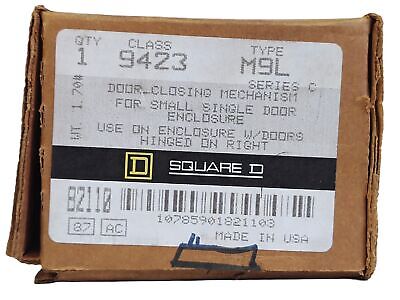 QTY CLASS TYPE
1 9423 M9L
SERIES C
DOOR CLOSING MECHANISM
FOR SMALL SINGLE DOOR
ENCLOSURE
USE ON ENCLOSURE W/DOORS
HINGED ON RIGHT
WT. 1.70#
D SQUARE D
82110
10785901821103
87 AC
MADE IN USA